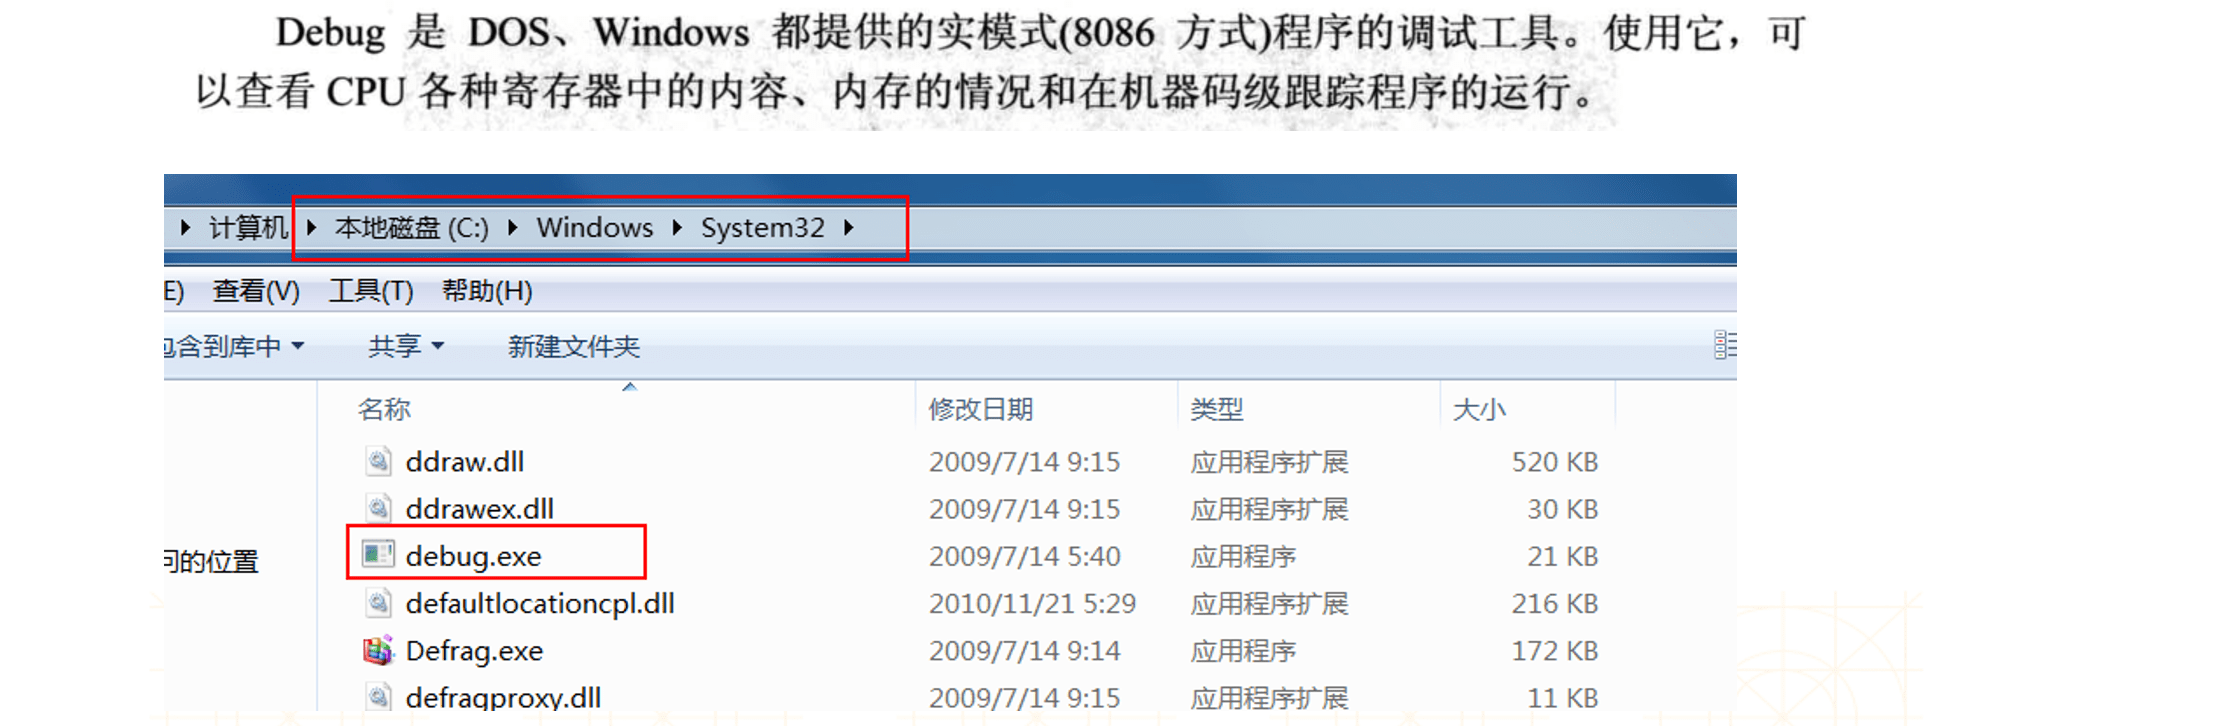 Debug 是 DOS、Windows 都提供的实模式(8086 方式)程序的调试工具。使用它，可
以查看 CPU 各种寄存器中的内容、内存的情况和在机器码级跟踪程序的运行。
计算机 本地磁盘 (C:) Windows System32
E) 查看(V) 工具(T) 帮助(H)
包含到库中 共享 新建文件夹
名称 修改日期 类型 大小
ddraw.dll 2009/7/14 9:15 应用程序扩展 520 KB
ddrawex.dll 2009/7/14 9:15 应用程序扩展 30 KB
debug.exe 2009/7/14 5:40 应用程序 21 KB
问的位置
defaultlocationcpl.dll 2010/11/21 5:29 应用程序扩展 216 KB
Defrag.exe 2009/7/14 9:14 应用程序 172 KB
defragproxy.dll 2009/7/14 9:15 应用程序扩展 11 KB